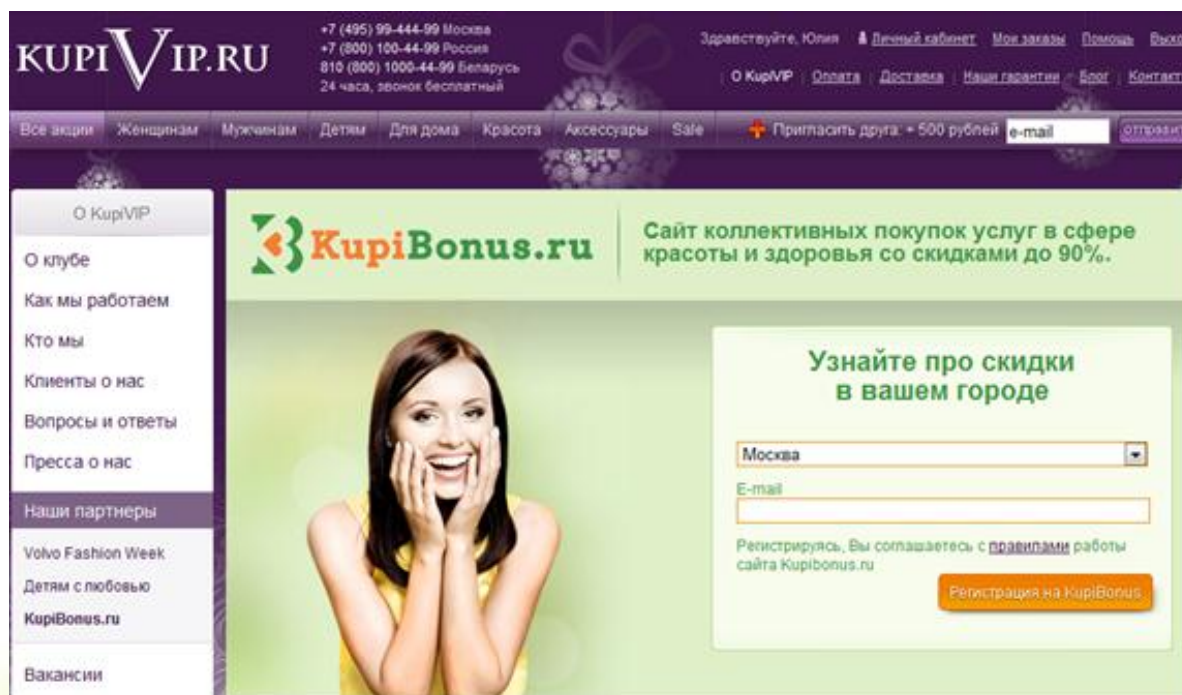 KUPIVIP.RU
+7 (495) 99-444-99 Москва
+7 (800) 100-44-99 Россия
810 (800) 1000-44-99 Беларусь
24 часа, звонок бесплатный
Здравствуйте, Юлия Личный кабинет Мои заказы Помощь Выхо
О KupiVIP Оплата Доставка Наши гарантии Блог Контакт
Все акции Женщинам Мужчинам Детям Для дома Красота Аксессуары Sale Пригласить друга: + 500 рублей e-mail отправит
О KupiVIP
О клубе
Как мы работаем
Кто мы
Клиенты о нас
Вопросы и ответы
Пресса о нас
Наши партнеры
Volvo Fashion Week
Детям с любовью
KupiBonus.ru
Вакансии
KupiBonus.ru
Сайт коллективных покупок услуг в сфере
красоты и здоровья со скидками до 90%.
Узнайте про скидки
в вашем городе
Москва
E-mail
Регистрируясь, Вы соглашаетесь с правилами работы
сайта Kupibonus.ru
Регистрация на KupiBonus